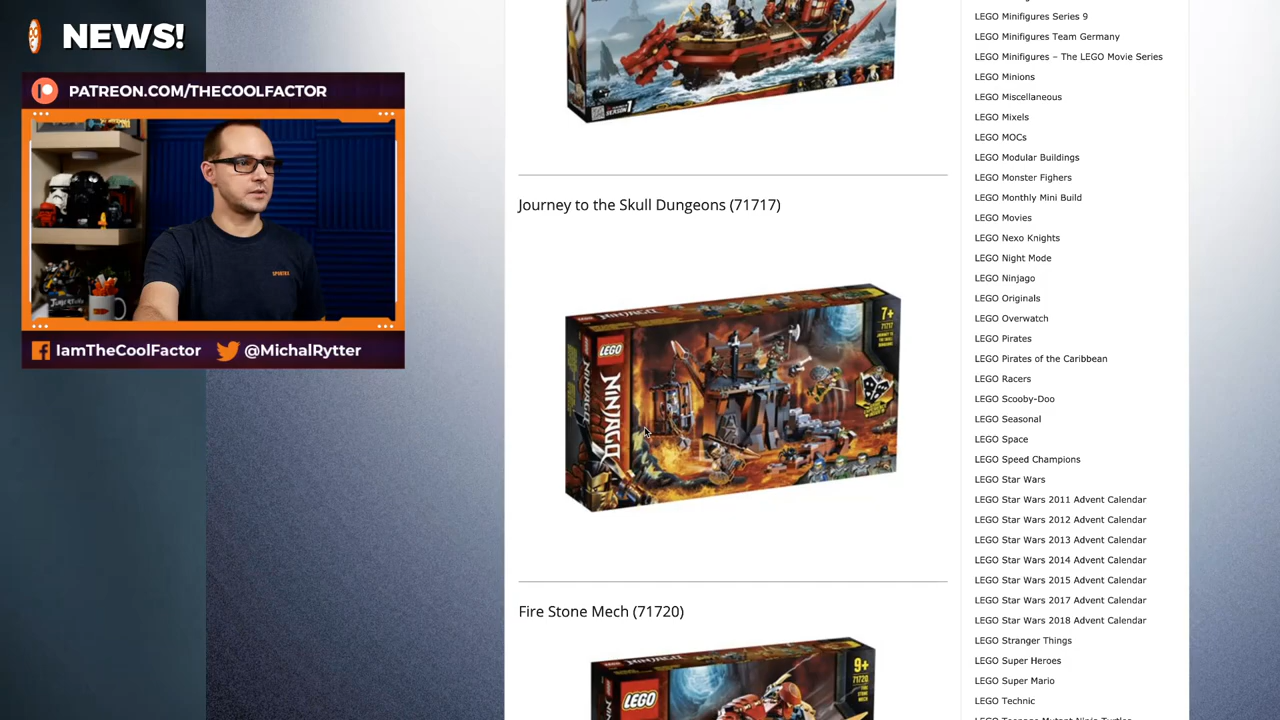 NEWS!
PATREON.COM/THECOOLFACTOR
IamTheCoolFactor
@MichalRytter
Journey to the Skull Dungeons (71717)
LEGO
NINJAGO
7+
71717
Fire Stone Mech (71720)
LEGO
9+
71720
FIRE
STONE
MECH
LEGO Minifigures Series 9
LEGO Minifigures Team Germany
LEGO Minifigures – The LEGO Movie Series
LEGO Minions
LEGO Miscellaneous
LEGO Mixels
LEGO MOCs
LEGO Modular Buildings
LEGO Monster Fighers
LEGO Monthly Mini Build
LEGO Movies
LEGO Nexo Knights
LEGO Night Mode
LEGO Ninjago
LEGO Originals
LEGO Overwatch
LEGO Pirates
LEGO Pirates of the Caribbean
LEGO Racers
LEGO Scooby-Doo
LEGO Seasonal
LEGO Space
LEGO Speed Champions
LEGO Star Wars
LEGO Star Wars 2011 Advent Calendar
LEGO Star Wars 2012 Advent Calendar
LEGO Star Wars 2013 Advent Calendar
LEGO Star Wars 2014 Advent Calendar
LEGO Star Wars 2015 Advent Calendar
LEGO Star Wars 2017 Advent Calendar
LEGO Star Wars 2018 Advent Calendar
LEGO Stranger Things
LEGO Super Heroes
LEGO Super Mario
LEGO Technic